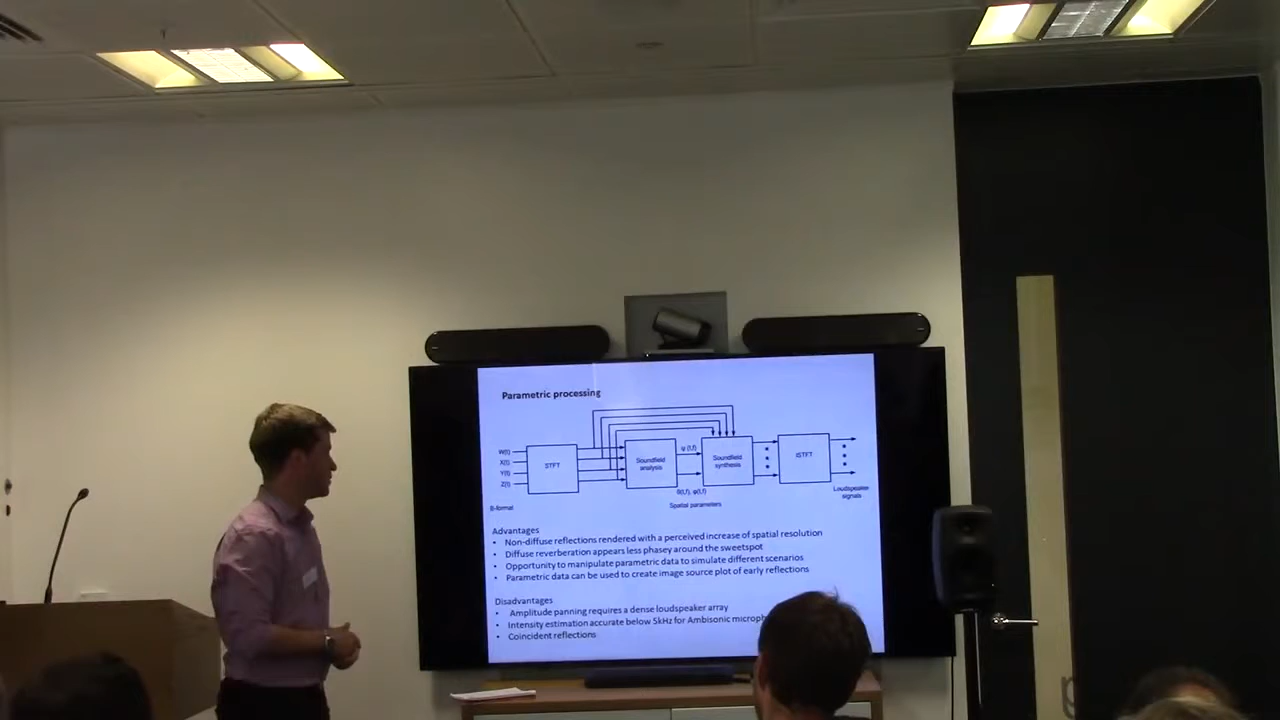 Parametric processing
W(t)
X(t)
Y(t)
Z(t)
STFT
Soundfield
analysis
ψ (t,f)
θ(t,f), φ(t,f)
Soundfield
synthesis
ISTFT
Loudspeaker
signals
B-format
Spatial parameters
Advantages
• Non-diffuse reflections rendered with a perceived increase of spatial resolution
• Diffuse reverberation appears less phasey around the sweetspot
• Opportunity to manipulate parametric data to simulate different scenarios
• Parametric data can be used to create image source plot of early reflections
Disadvantages
• Amplitude panning requires a dense loudspeaker array
• Intensity estimation accurate below 5kHz for Ambisonic microph
• Coincident reflections